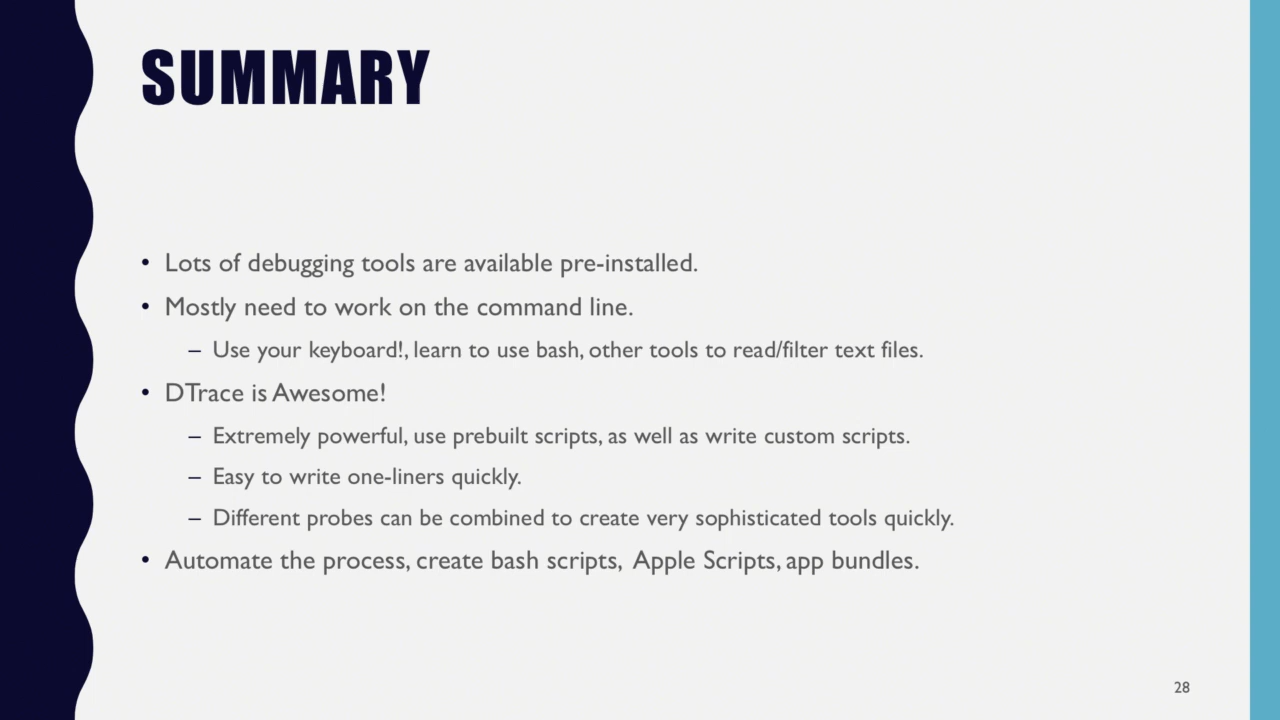 SUMMARY
• Lots of debugging tools are available pre-installed.
• Mostly need to work on the command line.
– Use your keyboard!, learn to use bash, other tools to read/filter text files.
• DTrace is Awesome!
– Extremely powerful, use prebuilt scripts, as well as write custom scripts.
– Easy to write one-liners quickly.
– Different probes can be combined to create very sophisticated tools quickly.
• Automate the process, create bash scripts, Apple Scripts, app bundles.
28